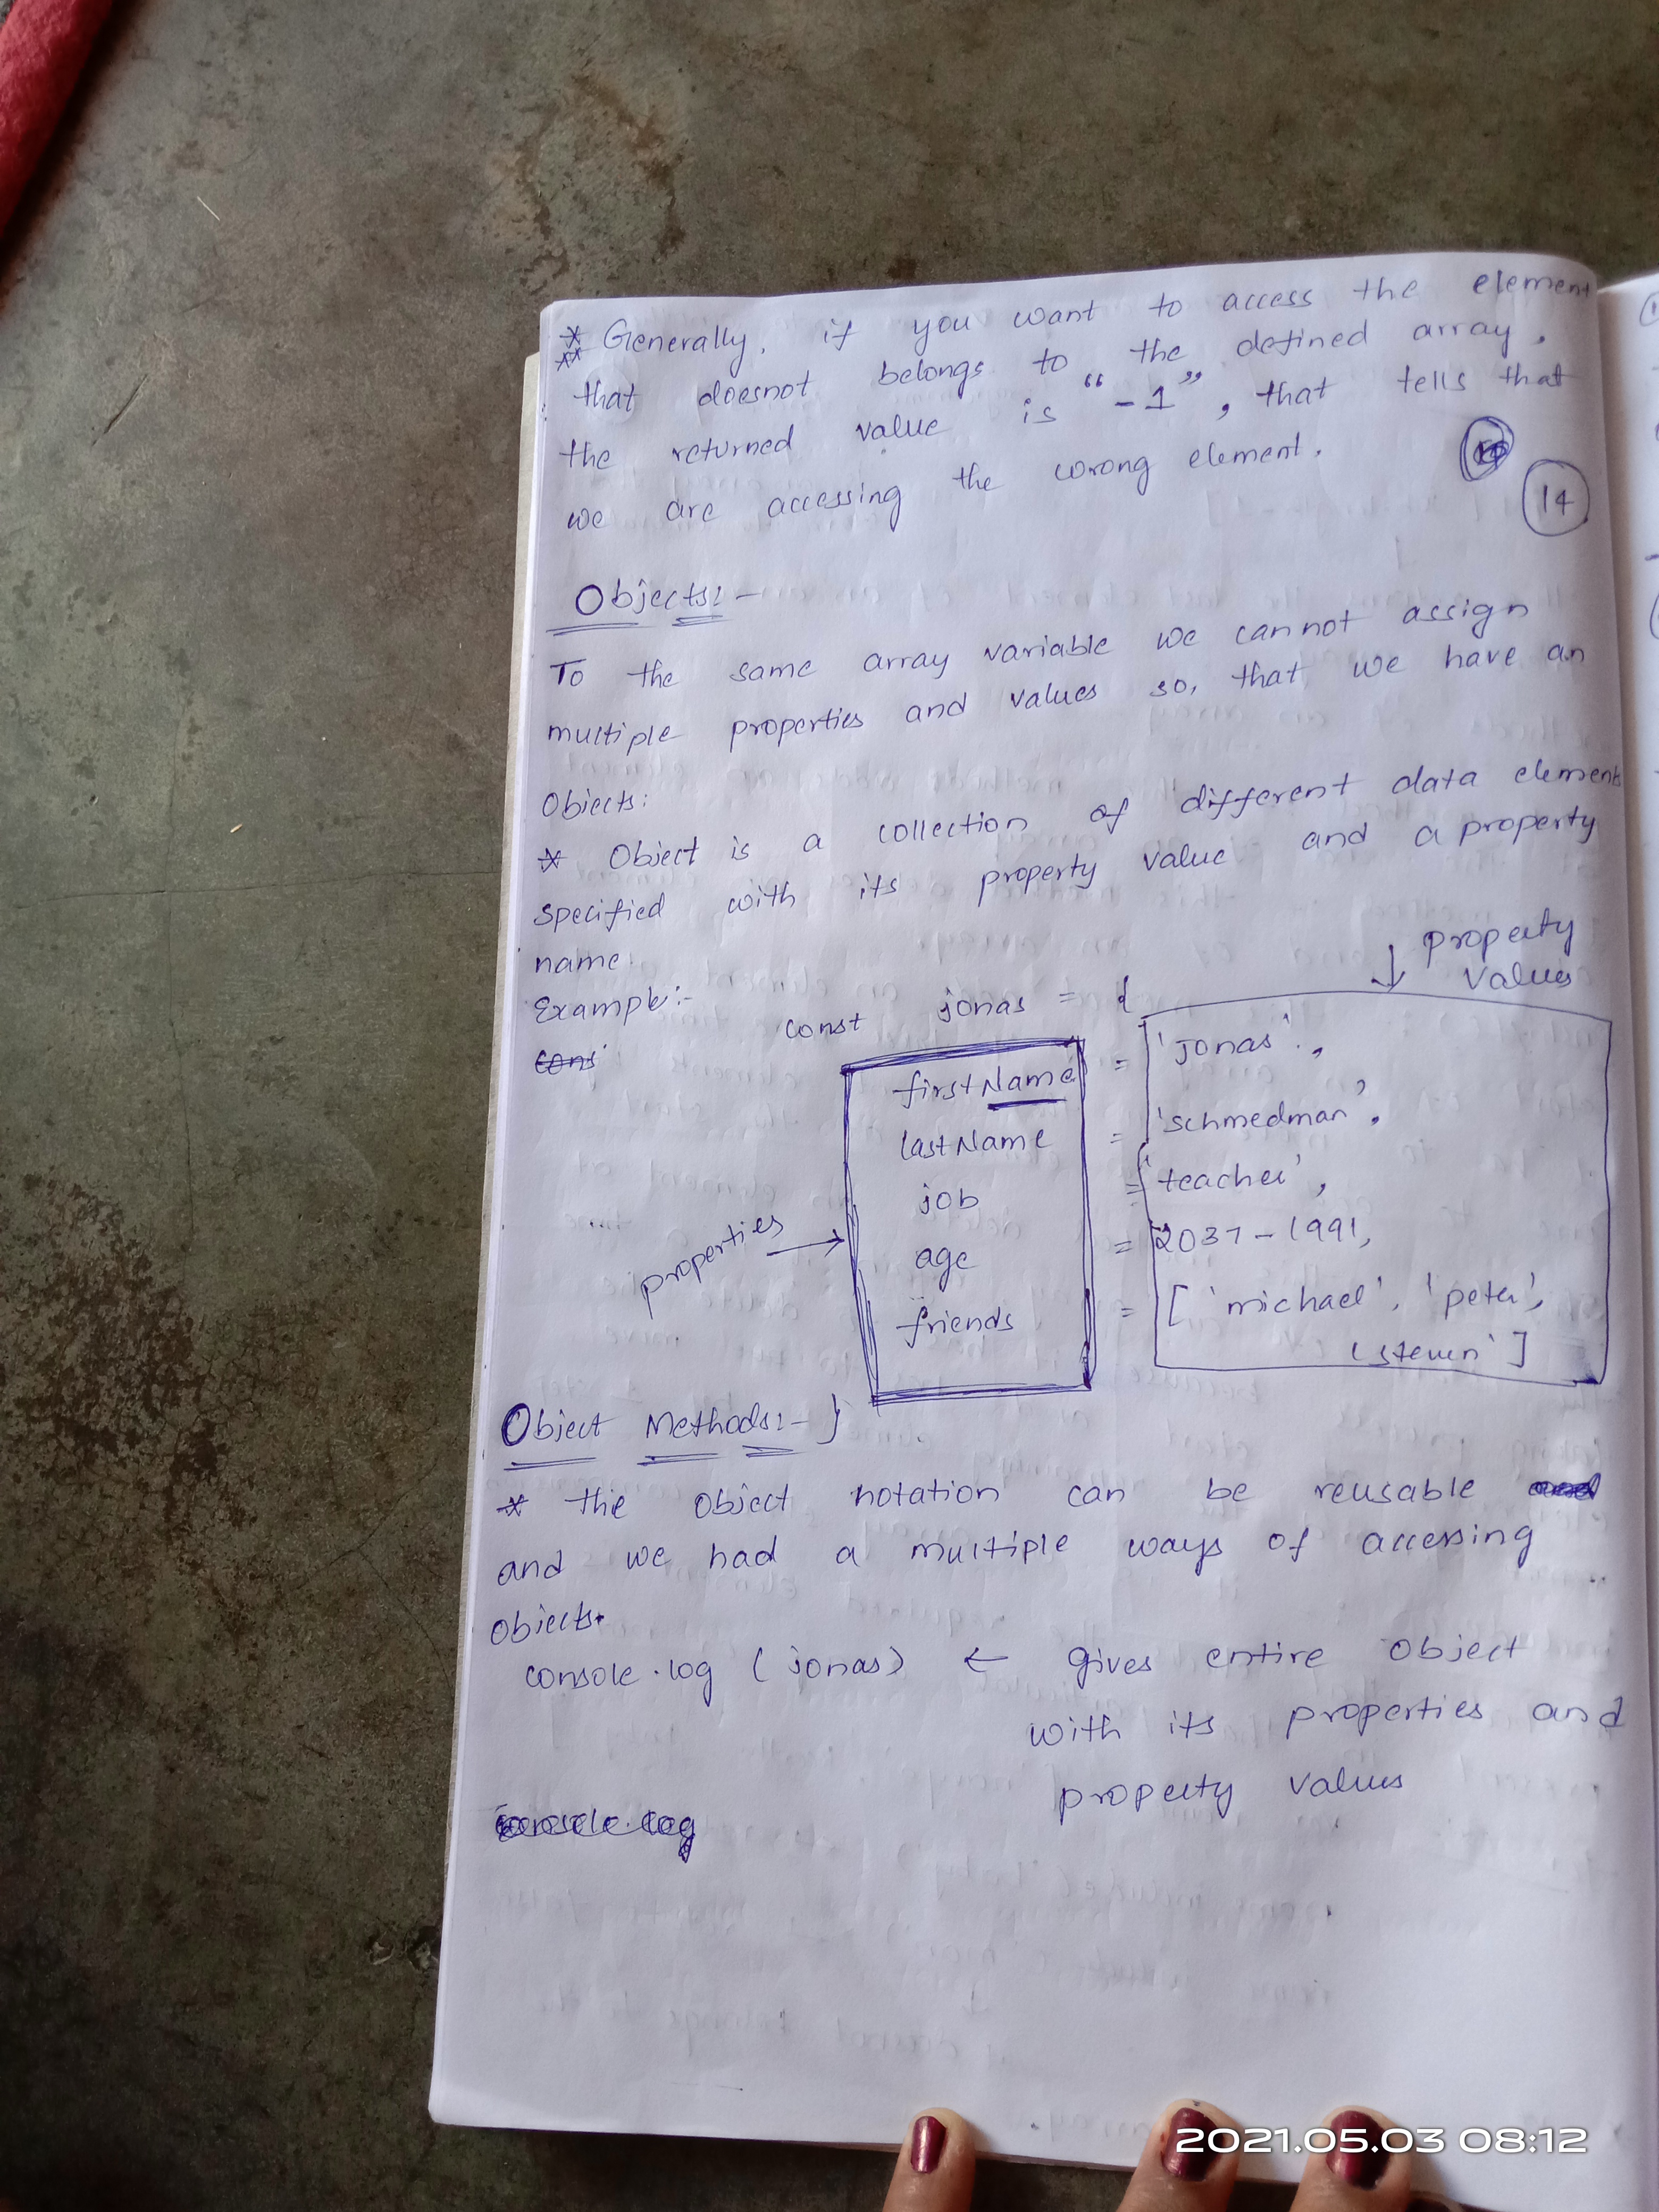 * Generally, if you want to access the element
** that doesnot belongs to the defined array,
the returned value is "-1", that tells that
we are accessing the wrong element.
14
Objects:-
To the same array variable we cannot assign
multiple properties and values so, that we have an
Objects:
* Object is a collection of different data elements
specified with its property value and a property
name.
property
values
Example:-
const jonas = {
firstName = 'jonas',
lastName = 'schmedman',
job = 'teacher',
properties → age = 2037-1991,
friends = ['michael', 'peter',
'steven']
Object Methods:- }
* the object notation can be reusable
and we had a multiple ways of accessing
objects.
console.log (jonas) ← gives entire object
with its properties and
property values
2021.05.03 08:12